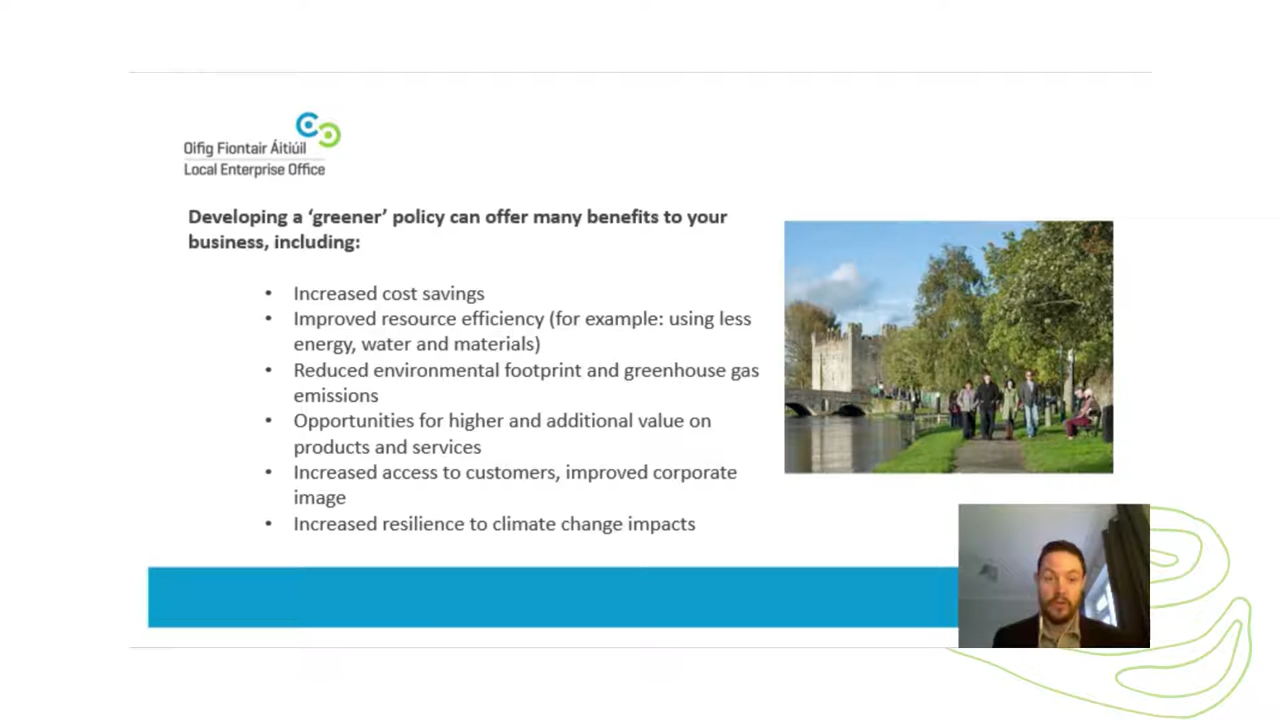 Oifig Fiontair Áitiúil
Local Enterprise Office
Developing a ‘greener’ policy can offer many benefits to your
business, including:
• Increased cost savings
• Improved resource efficiency (for example: using less
energy, water and materials)
• Reduced environmental footprint and greenhouse gas
emissions
• Opportunities for higher and additional value on
products and services
• Increased access to customers, improved corporate
image
• Increased resilience to climate change impacts